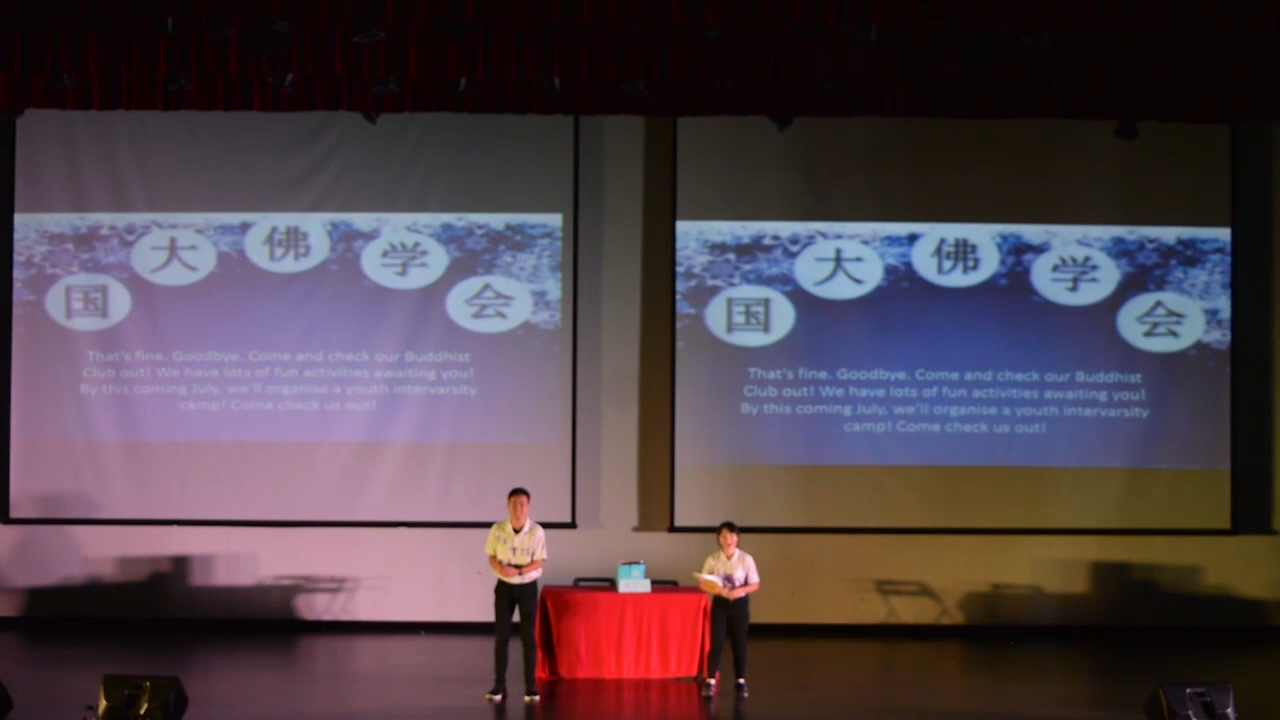 国大佛学会
That's fine. Goodbye. Come and check our Buddhist
Club out! We have lots of fun activities awaiting you!
By this coming July, we'll organise a youth intervarsity
camp! Come check us out!
国大佛学会
That's fine. Goodbye. Come and check our Buddhist
Club out! We have lots of fun activities awaiting you!
By this coming July, we'll organise a youth intervarsity
camp! Come check us out!